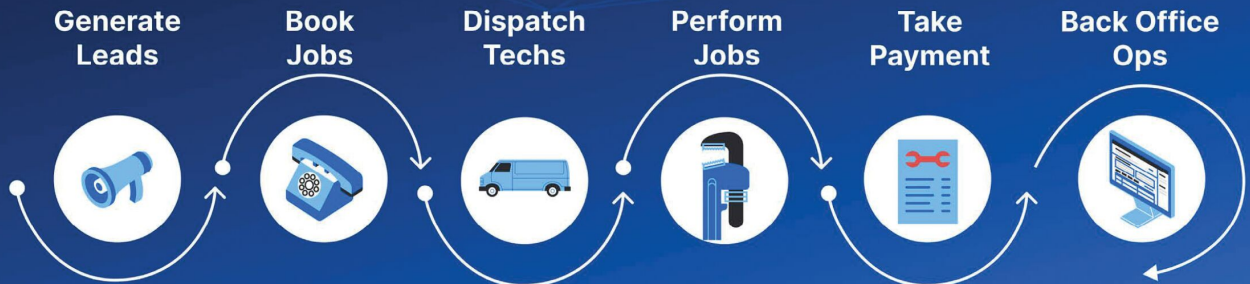 Generate
Leads
Book
Jobs
Dispatch
Techs
Perform
Jobs
Take
Payment
Back Office
Ops